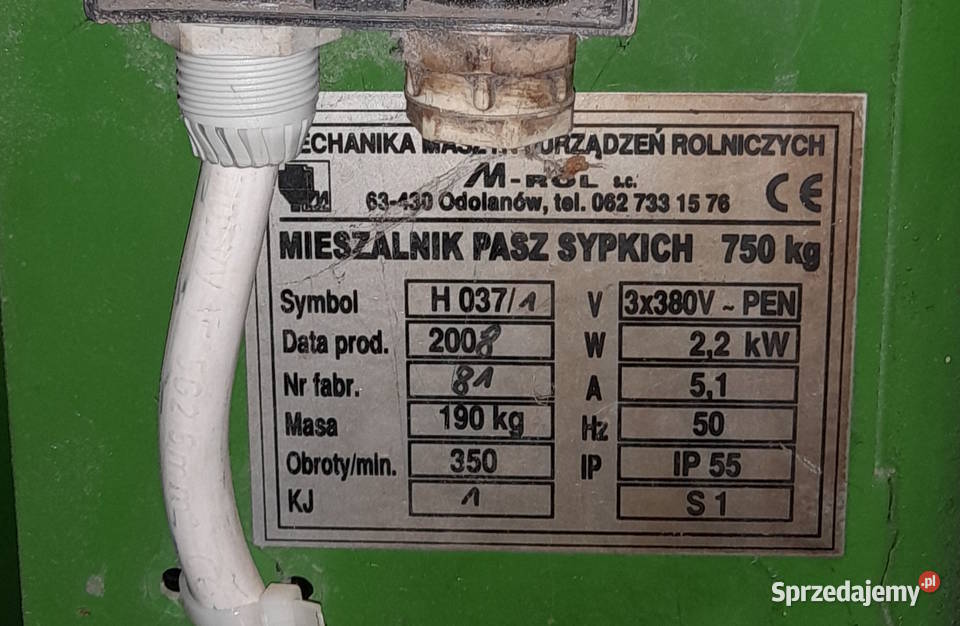 ECHANIKA MASZYN I URZĄDZEŃ ROLNICZYCH
M-ROL s.c.
63-430 Odolanów, tel. 062 733 15 76
CE
MIESZALNIK PASZ SYPKICH 750 kg
Symbol H 037/1 V 3x380V ~ PEN
Data prod. 2008 W 2,2 kW
Nr fabr. 81 A 5,1
Masa 190 kg Hz 50
Obroty/min. 350 IP IP 55
KJ 1 S 1
Sprzedajemy.pl